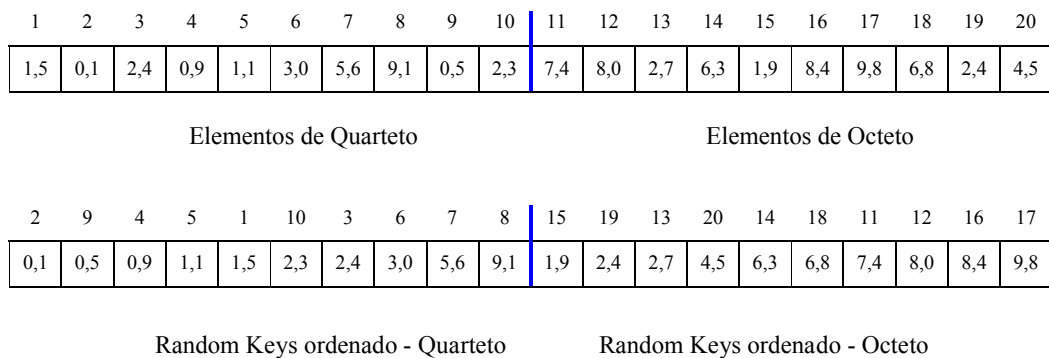 1 2 3 4 5 6 7 8 9 10 11 12 13 14 15 16 17 18 19 20
1,5 0,1 2,4 0,9 1,1 3,0 5,6 9,1 0,5 2,3 7,4 8,0 2,7 6,3 1,9 8,4 9,8 6,8 2,4 4,5
Elementos de Quarteto Elementos de Octeto
2 9 4 5 1 10 3 6 7 8 15 19 13 20 14 18 11 12 16 17
0,1 0,5 0,9 1,1 1,5 2,3 2,4 3,0 5,6 9,1 1,9 2,4 2,7 4,5 6,3 6,8 7,4 8,0 8,4 9,8
Random Keys ordenado - Quarteto Random Keys ordenado - Octeto